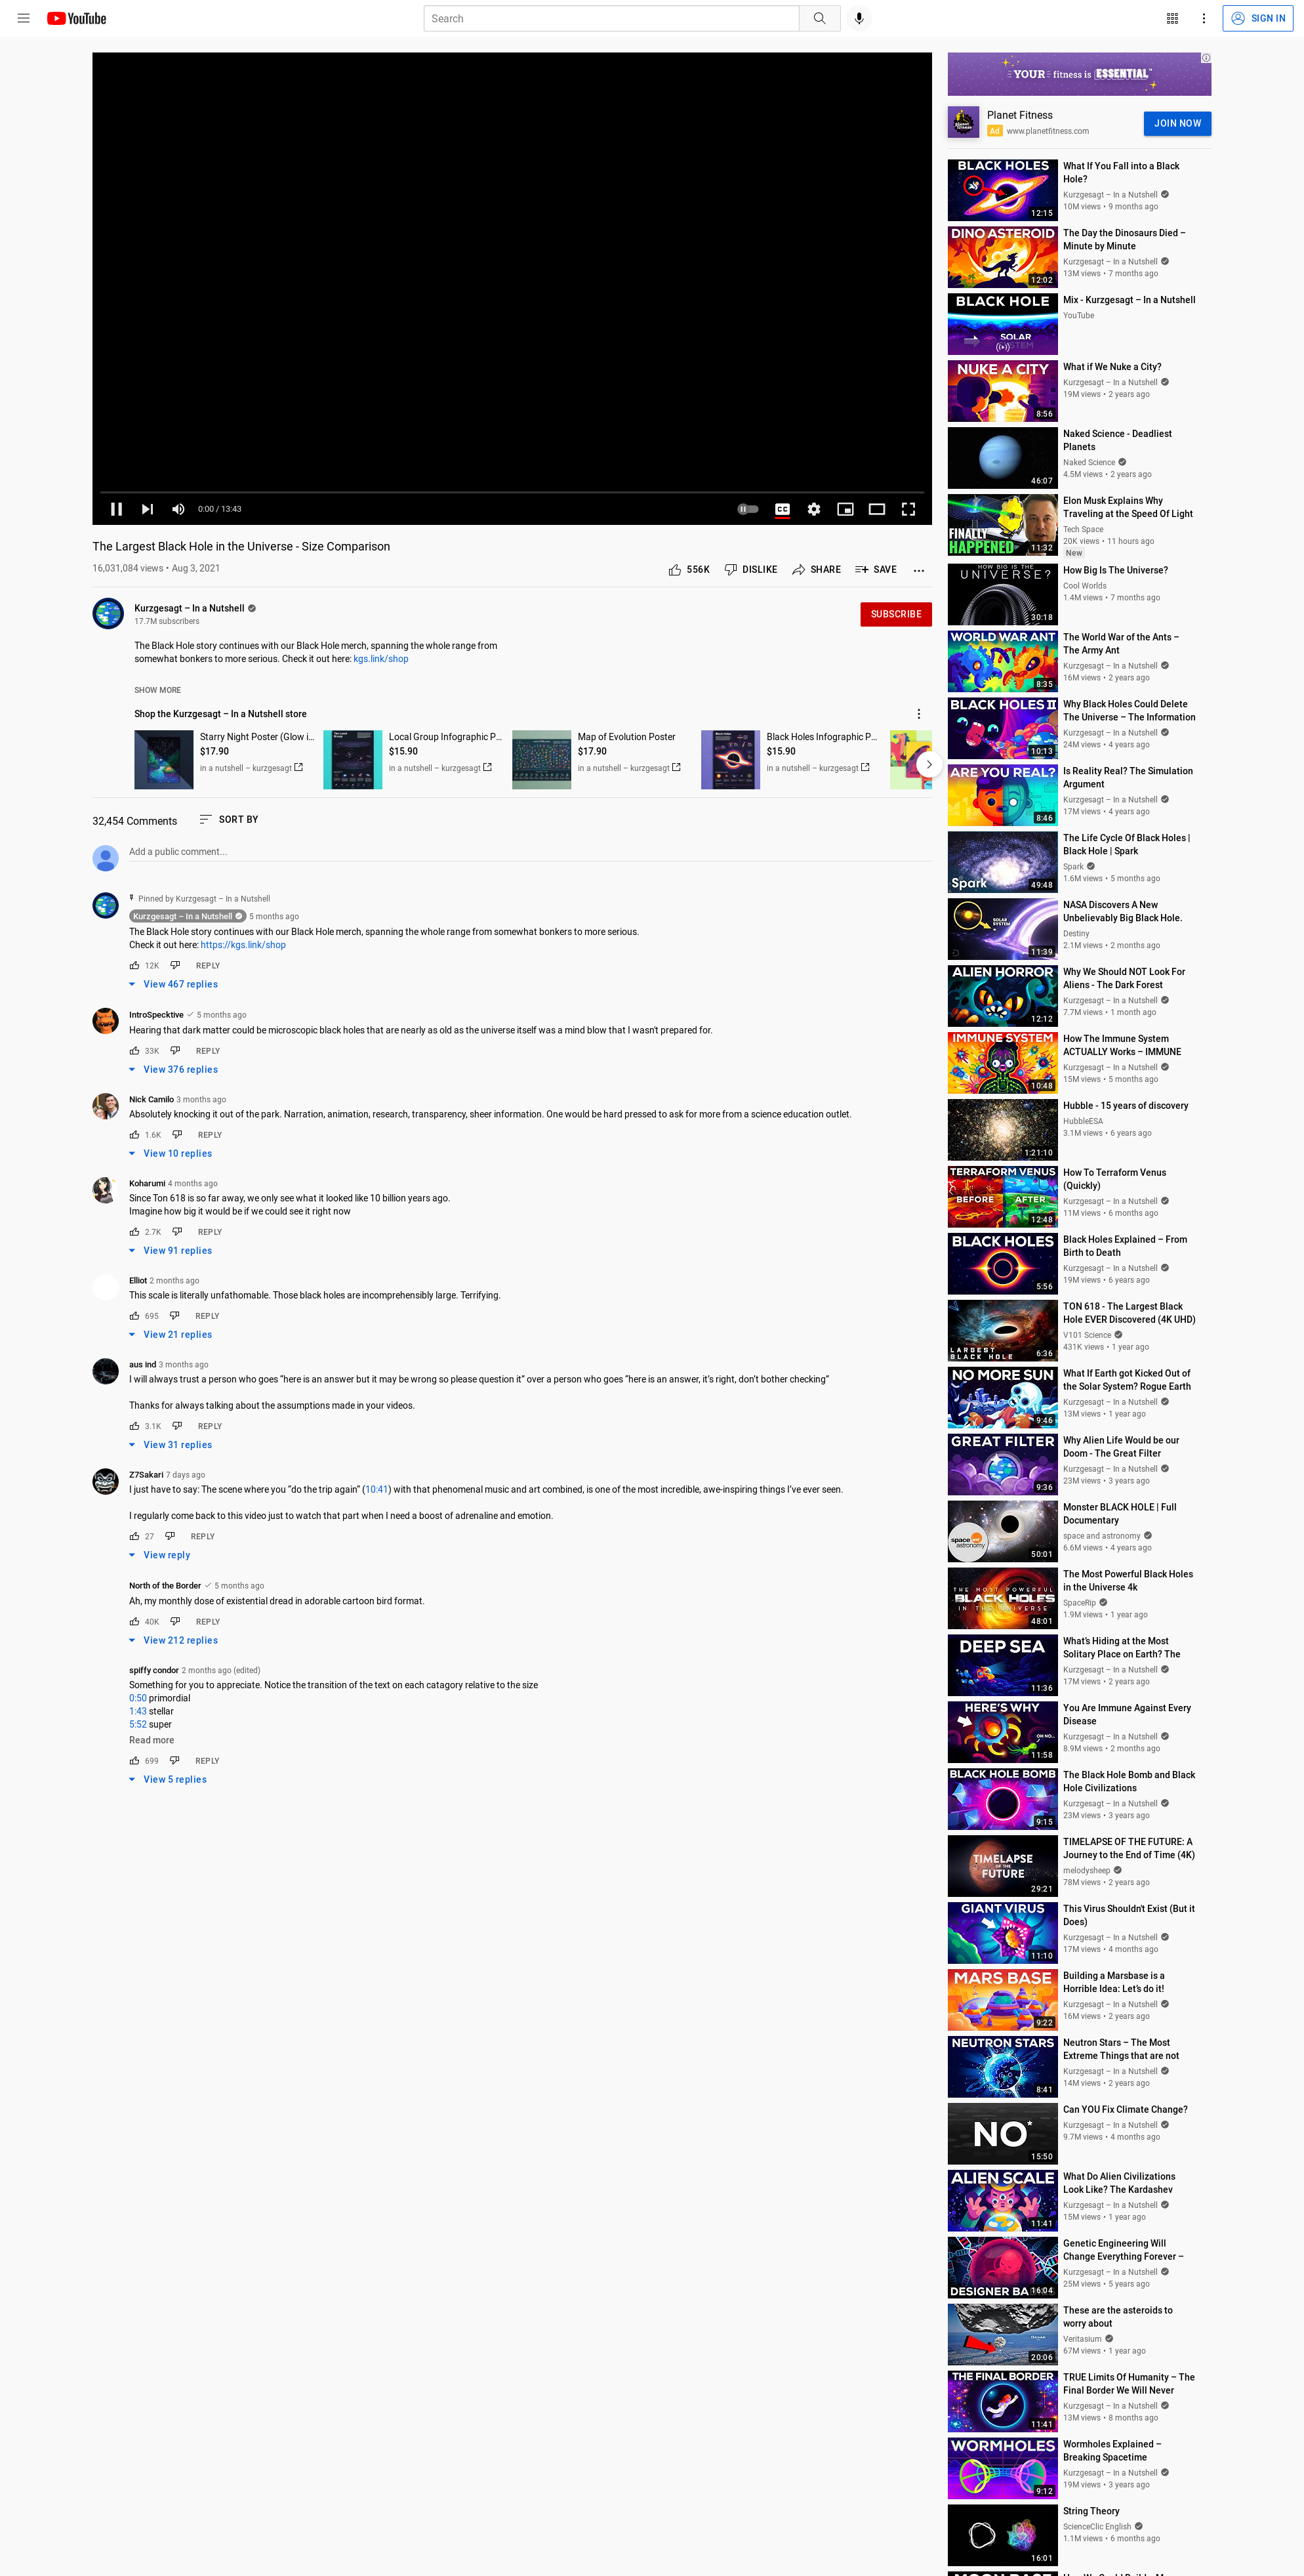 YouTube
Search
SIGN IN
0:00 / 13:43
CC
The Largest Black Hole in the Universe - Size Comparison
16,031,084 views • Aug 3, 2021
556K
DISLIKE
SHARE
SAVE
Kurzgesagt – In a Nutshell
17.7M subscribers
SUBSCRIBE
The Black Hole story continues with our Black Hole merch, spanning the whole range from
somewhat bonkers to more serious. Check it out here: kgs.link/shop
SHOW MORE
Shop the Kurzgesagt – In a Nutshell store
Starry Night Poster (Glow i...
$17.90
in a nutshell – kurzgesagt
Local Group Infographic P...
$15.90
in a nutshell – kurzgesagt
Map of Evolution Poster
$17.90
in a nutshell – kurzgesagt
Black Holes Infographic P...
$15.90
in a nutshell – kurzgesagt
32,454 Comments
SORT BY
Add a public comment...
Pinned by Kurzgesagt – In a Nutshell
Kurzgesagt – In a Nutshell 5 months ago
The Black Hole story continues with our Black Hole merch, spanning the whole range from somewhat bonkers to more serious.
Check it out here: https://kgs.link/shop
12K REPLY
View 467 replies
IntroSpecktive 5 months ago
Hearing that dark matter could be microscopic black holes that are nearly as old as the universe itself was a mind blow that I wasn't prepared for.
33K REPLY
View 376 replies
Nick Camilo 3 months ago
Absolutely knocking it out of the park. Narration, animation, research, transparency, sheer information. One would be hard pressed to ask for more from a science education outlet.
1.6K REPLY
View 10 replies
Koharumi 4 months ago
Since Ton 618 is so far away, we only see what it looked like 10 billion years ago.
Imagine how big it would be if we could see it right now
2.7K REPLY
View 91 replies
Elliot 2 months ago
This scale is literally unfathomable. Those black holes are incomprehensibly large. Terrifying.
695 REPLY
View 21 replies
aus ind 3 months ago
I will always trust a person who goes “here is an answer but it may be wrong so please question it” over a person who goes “here is an answer, it’s right, don’t bother checking”
Thanks for always talking about the assumptions made in your videos.
3.1K REPLY
View 31 replies
Z7Sakari 7 days ago
I just have to say: The scene where you “do the trip again” (10:41) with that phenomenal music and art combined, is one of the most incredible, awe-inspiring things I’ve ever seen.
I regularly come back to this video just to watch that part when I need a boost of adrenaline and emotion.
27 REPLY
View reply
North of the Border 5 months ago
Ah, my monthly dose of existential dread in adorable cartoon bird format.
40K REPLY
View 212 replies
spiffy condor 2 months ago (edited)
Something for you to appreciate. Notice the transition of the text on each catagory relative to the size
0:50 primordial
1:43 stellar
5:52 super
Read more
699 REPLY
View 5 replies
YOUR fitness is ESSENTIAL
Planet Fitness
Ad www.planetfitness.com
JOIN NOW
BLACK HOLES
12:15
What If You Fall into a Black
Hole?
Kurzgesagt – In a Nutshell
10M views • 9 months ago
DINO ASTEROID
12:02
The Day the Dinosaurs Died –
Minute by Minute
Kurzgesagt – In a Nutshell
13M views • 7 months ago
BLACK HOLE
SOLAR
SYSTEM
Mix - Kurzgesagt – In a Nutshell
YouTube
NUKE A CITY
8:56
What if We Nuke a City?
Kurzgesagt – In a Nutshell
19M views • 2 years ago
46:07
Naked Science - Deadliest
Planets
Naked Science
4.5M views • 2 years ago
FINALLY
HAPPENED
11:32
Elon Musk Explains Why
Traveling at the Speed Of Light
Tech Space
20K views • 11 hours ago
New
HOW BIG IS THE
UNIVERSE?
30:18
How Big Is The Universe?
Cool Worlds
1.4M views • 7 months ago
WORLD WAR ANT
8:35
The World War of the Ants –
The Army Ant
Kurzgesagt – In a Nutshell
16M views • 2 years ago
BLACK HOLES II
10:13
Why Black Holes Could Delete
The Universe – The Information
Kurzgesagt – In a Nutshell
24M views • 4 years ago
ARE YOU REAL?
8:46
Is Reality Real? The Simulation
Argument
Kurzgesagt – In a Nutshell
17M views • 4 years ago
Spark
49:48
The Life Cycle Of Black Holes |
Black Hole | Spark
Spark
1.6M views • 5 months ago
SOLAR
SYSTEM
11:39
NASA Discovers A New
Unbelievably Big Black Hole.
Destiny
2.1M views • 2 months ago
ALIEN HORROR
12:12
Why We Should NOT Look For
Aliens - The Dark Forest
Kurzgesagt – In a Nutshell
7.7M views • 1 month ago
IMMUNE SYSTEM
10:48
How The Immune System
ACTUALLY Works – IMMUNE
Kurzgesagt – In a Nutshell
15M views • 5 months ago
1:21:10
Hubble - 15 years of discovery
HubbleESA
3.1M views • 6 years ago
TERRAFORM VENUS
BEFORE AFTER
12:48
How To Terraform Venus
(Quickly)
Kurzgesagt – In a Nutshell
11M views • 6 months ago
BLACK HOLES
5:56
Black Holes Explained – From
Birth to Death
Kurzgesagt – In a Nutshell
19M views • 6 years ago
LARGEST
BLACK HOLE
6:36
TON 618 - The Largest Black
Hole EVER Discovered (4K UHD)
V101 Science
431K views • 1 year ago
NO MORE SUN
9:46
What If Earth got Kicked Out of
the Solar System? Rogue Earth
Kurzgesagt – In a Nutshell
13M views • 1 year ago
GREAT FILTER
9:36
Why Alien Life Would be our
Doom - The Great Filter
Kurzgesagt – In a Nutshell
23M views • 3 years ago
space and
astronomy
50:01
Monster BLACK HOLE | Full
Documentary
space and astronomy
6.6M views • 4 years ago
THE MOST POWERFUL
BLACK HOLES
IN THE UNIVERSE
48:01
The Most Powerful Black Holes
in the Universe 4k
SpaceRip
1.9M views • 1 year ago
DEEP SEA
11:36
What’s Hiding at the Most
Solitary Place on Earth? The
Kurzgesagt – In a Nutshell
17M views • 2 years ago
HERE'S WHY
OH NO...
11:58
You Are Immune Against Every
Disease
Kurzgesagt – In a Nutshell
8.9M views • 2 months ago
BLACK HOLE BOMB
9:15
The Black Hole Bomb and Black
Hole Civilizations
Kurzgesagt – In a Nutshell
23M views • 3 years ago
TIMELAPSE
OF THE
FUTURE
29:21
TIMELAPSE OF THE FUTURE: A
Journey to the End of Time (4K)
melodysheep
78M views • 2 years ago
GIANT VIRUS
11:10
This Virus Shouldn't Exist (But it
Does)
Kurzgesagt – In a Nutshell
17M views • 4 months ago
MARS BASE
9:22
Building a Marsbase is a
Horrible Idea: Let’s do it!
Kurzgesagt – In a Nutshell
16M views • 2 years ago
NEUTRON STARS
8:41
Neutron Stars – The Most
Extreme Things that are not
Kurzgesagt – In a Nutshell
14M views • 2 years ago
NO*
15:50
Can YOU Fix Climate Change?
Kurzgesagt – In a Nutshell
9.7M views • 4 months ago
ALIEN SCALE
11:41
What Do Alien Civilizations
Look Like? The Kardashev
Kurzgesagt – In a Nutshell
15M views • 1 year ago
DESIGNER BA
16:04
Genetic Engineering Will
Change Everything Forever –
Kurzgesagt – In a Nutshell
25M views • 5 years ago
20:06
These are the asteroids to
worry about
Veritasium
67M views • 1 year ago
THE FINAL BORDER
11:41
TRUE Limits Of Humanity – The
Final Border We Will Never
Kurzgesagt – In a Nutshell
13M views • 8 months ago
WORMHOLES
9:12
Wormholes Explained –
Breaking Spacetime
Kurzgesagt – In a Nutshell
19M views • 3 years ago
16:01
String Theory
ScienceClic English
1.1M views • 6 months ago